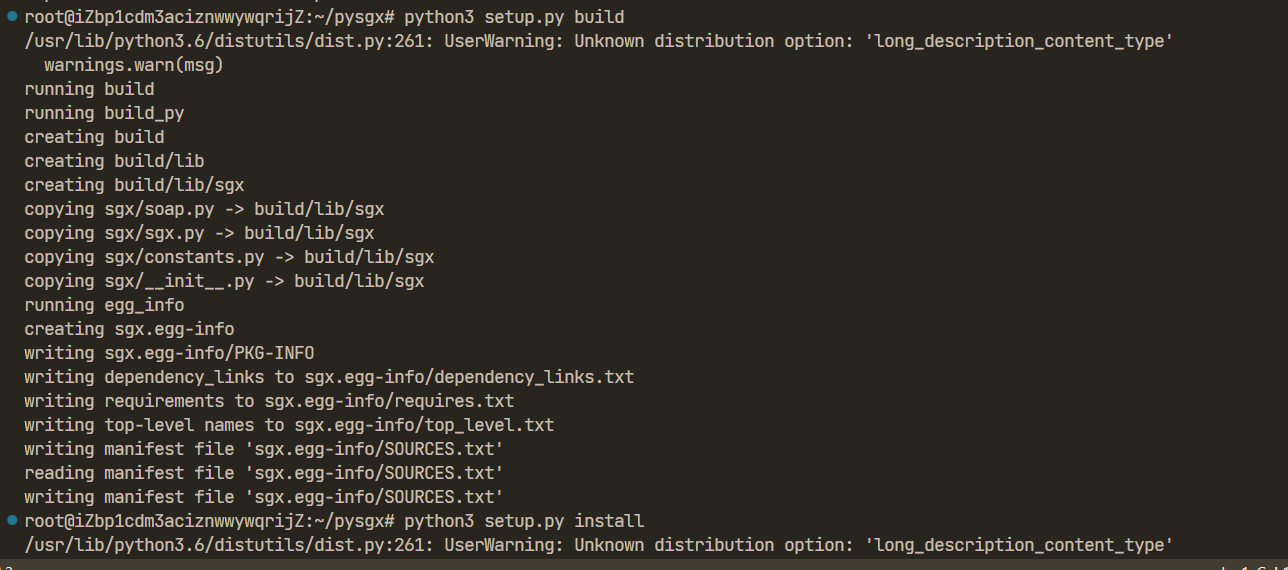 root@iZbp1cdm3aciznwwywqrijZ:~/pysgx# python3 setup.py build
/usr/lib/python3.6/distutils/dist.py:261: UserWarning: Unknown distribution option: 'long_description_content_type'
  warnings.warn(msg)
running build
running build_py
creating build
creating build/lib
creating build/lib/sgx
copying sgx/soap.py -> build/lib/sgx
copying sgx/sgx.py -> build/lib/sgx
copying sgx/constants.py -> build/lib/sgx
copying sgx/__init__.py -> build/lib/sgx
running egg_info
creating sgx.egg-info
writing sgx.egg-info/PKG-INFO
writing dependency_links to sgx.egg-info/dependency_links.txt
writing requirements to sgx.egg-info/requires.txt
writing top-level names to sgx.egg-info/top_level.txt
writing manifest file 'sgx.egg-info/SOURCES.txt'
reading manifest file 'sgx.egg-info/SOURCES.txt'
writing manifest file 'sgx.egg-info/SOURCES.txt'
root@iZbp1cdm3aciznwwywqrijZ:~/pysgx# python3 setup.py install
/usr/lib/python3.6/distutils/dist.py:261: UserWarning: Unknown distribution option: 'long_description_content_type'